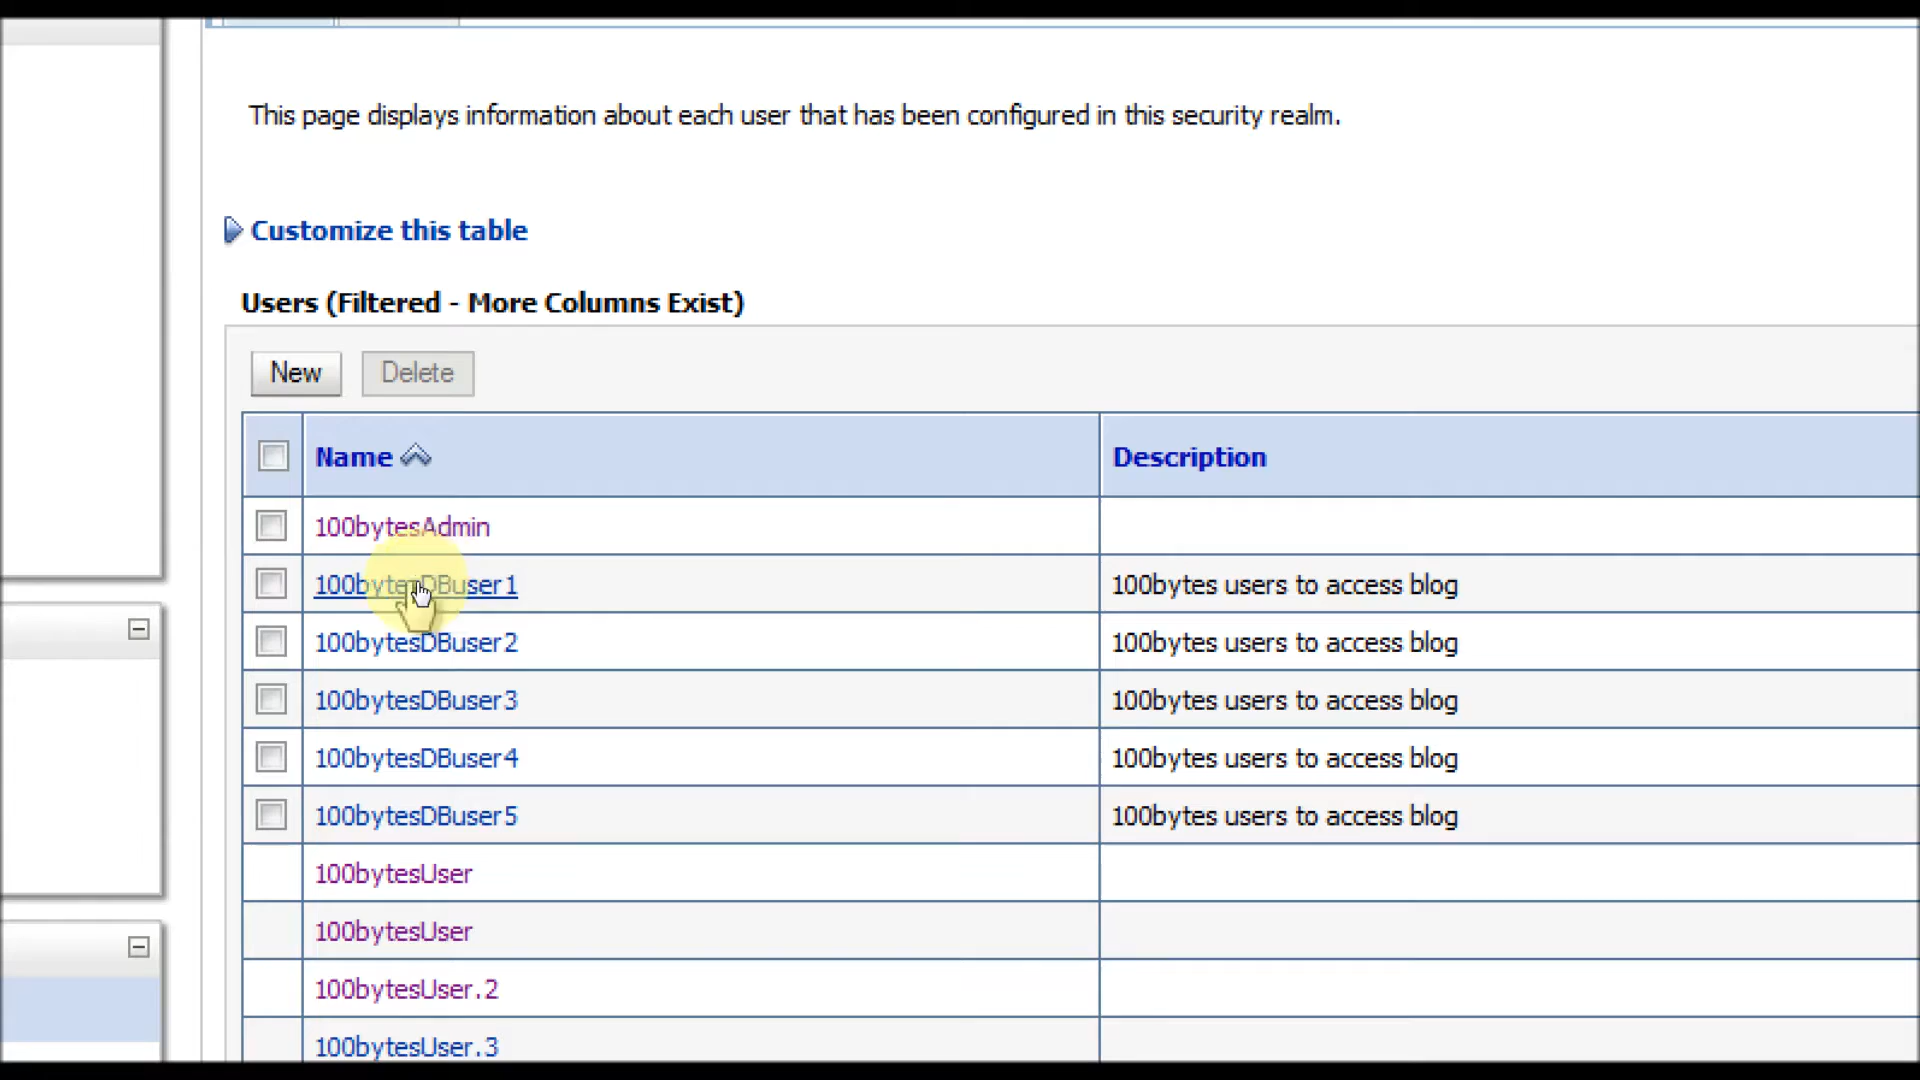 This page displays information about each user that has been configured in this security realm.
Customize this table
Users (Filtered - More Columns Exist)
New Delete
Name Description
100bytesAdmin
100bytesDBuser1 100bytes users to access blog
100bytesDBuser2 100bytes users to access blog
100bytesDBuser3 100bytes users to access blog
100bytesDBuser4 100bytes users to access blog
100bytesDBuser5 100bytes users to access blog
100bytesUser
100bytesUser
100bytesUser.2
100bytesUser.3